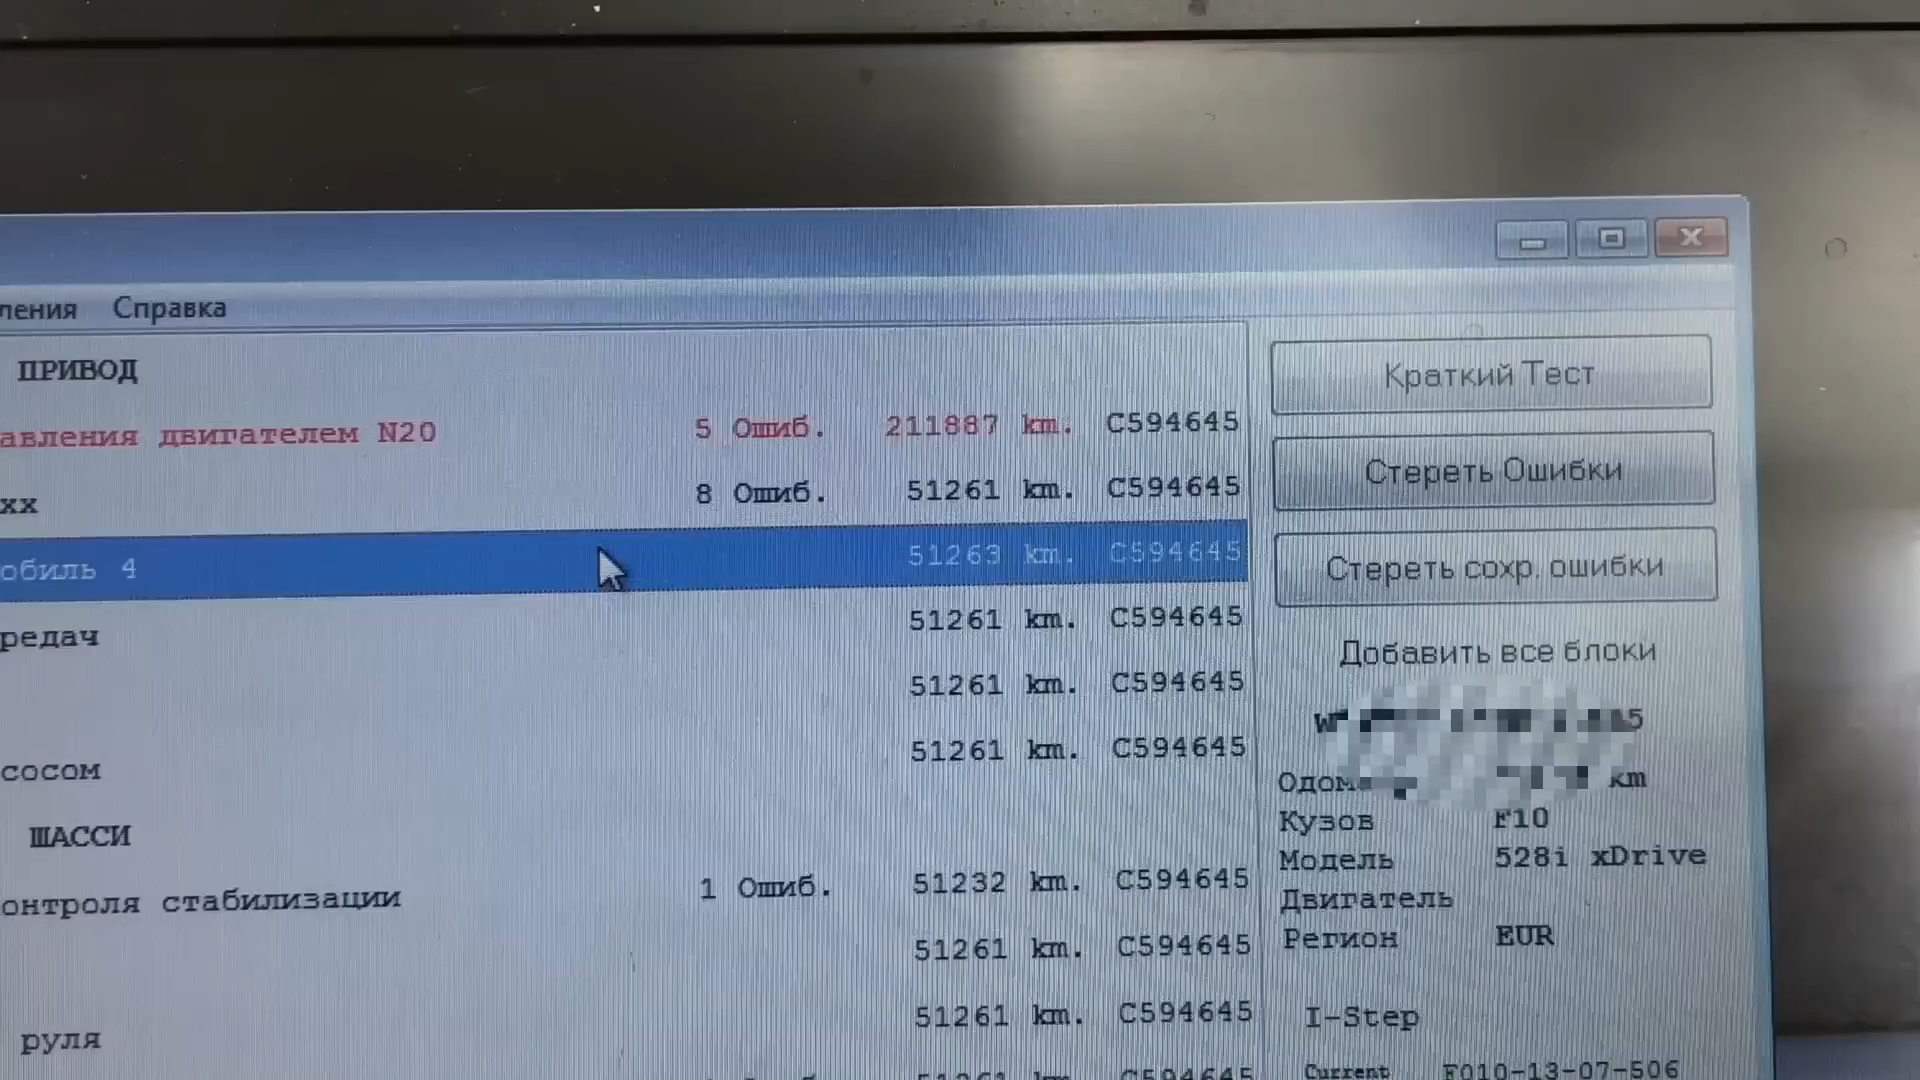 ления Справка
ПРИВОД
авления двигателем N20 5 Ошиб. 211887 km. C594645
хх 8 Ошиб. 51261 km. C594645
обиль 4 51263 km. C594645
редач 51261 km. C594645
51261 km. C594645
сосом 51261 km. C594645
ШАССИ
онтроля стабилизации 1 Ошиб. 51232 km. C594645
51261 km. C594645
руля 51261 km. C594645
Краткий Тест
Стереть Ошибки
Стереть сохр. ошибки
Добавить все блоки
km
Кузов F10
Модель 528i xDrive
Двигатель
Регион EUR
I-Step
Current F010-13-07-506